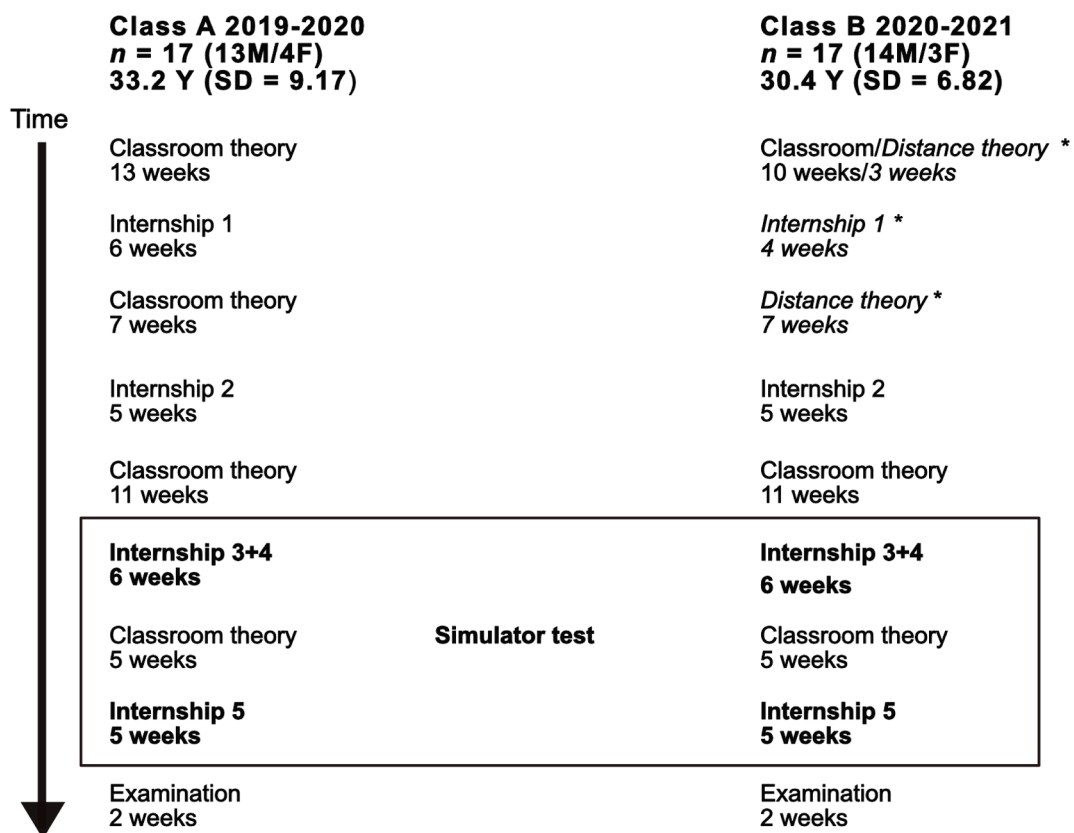 Class A 2019-2020
n = 17 (13M/4F)
33.2 Y (SD = 9.17)
Class B 2020-2021
n = 17 (14M/3F)
30.4 Y (SD = 6.82)
Time
Classroom theory
13 weeks
Classroom/Distance theory *
10 weeks/3 weeks
Internship 1
6 weeks
Internship 1 *
4 weeks
Classroom theory
7 weeks
Distance theory *
7 weeks
Internship 2
5 weeks
Internship 2
5 weeks
Classroom theory
11 weeks
Classroom theory
11 weeks
Internship 3+4
6 weeks
Internship 3+4
6 weeks
Classroom theory
5 weeks
Simulator test
Classroom theory
5 weeks
Internship 5
5 weeks
Internship 5
5 weeks
Examination
2 weeks
Examination
2 weeks